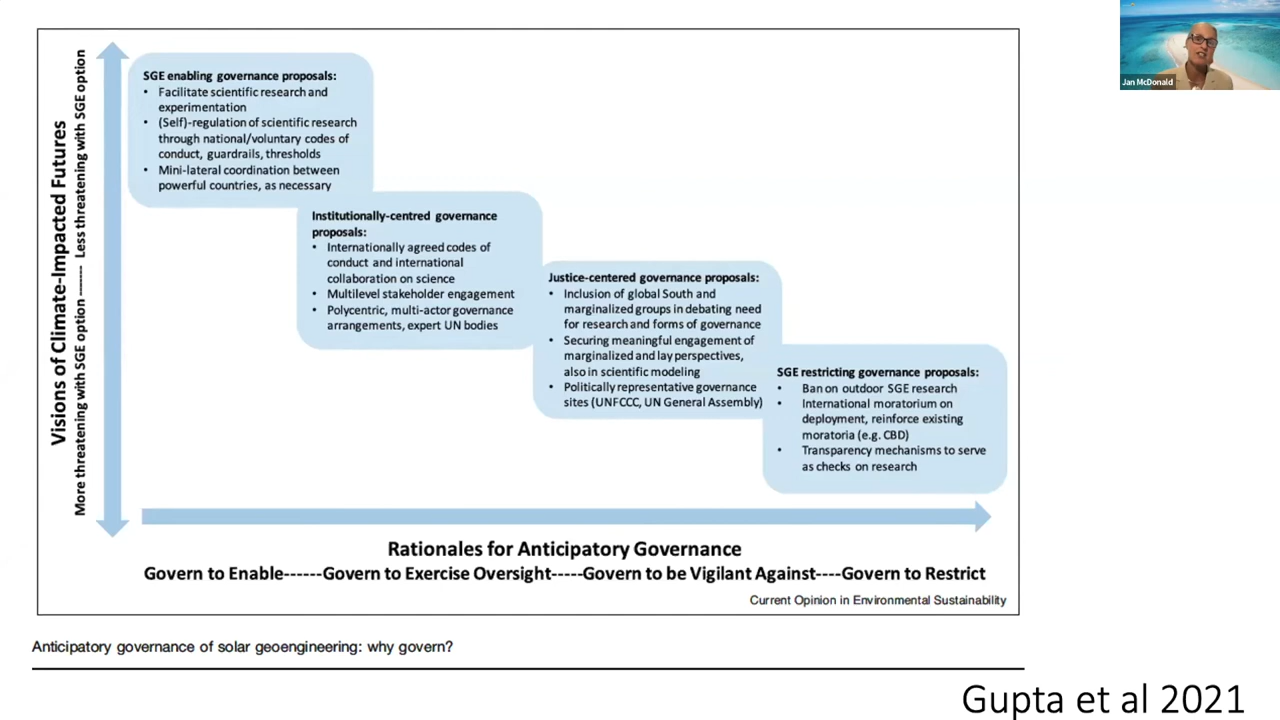 Jan McDonald
Visions of Climate-Impacted Futures
More threatening with SGE option ------- Less threatening with SGE option
SGE enabling governance proposals:
• Facilitate scientific research and
experimentation
• (Self)-regulation of scientific research
through national/voluntary codes of
conduct, guardrails, thresholds
• Mini-lateral coordination between
powerful countries, as necessary
Institutionally-centred governance
proposals:
• Internationally agreed codes of
conduct and international
collaboration on science
• Multilevel stakeholder engagement
• Polycentric, multi-actor governance
arrangements, expert UN bodies
Justice-centered governance proposals:
• Inclusion of global South and
marginalized groups in debating need
for research and forms of governance
• Securing meaningful engagement of
marginalized and lay perspectives,
also in scientific modeling
• Politically representative governance
sites (UNFCCC, UN General Assembly)
SGE restricting governance proposals:
• Ban on outdoor SGE research
• International moratorium on
deployment, reinforce existing
moratoria (e.g. CBD)
• Transparency mechanisms to serve
as checks on research
Rationales for Anticipatory Governance
Govern to Enable------Govern to Exercise Oversight-----Govern to be Vigilant Against----Govern to Restrict
Current Opinion in Environmental Sustainability
Anticipatory governance of solar geoengineering: why govern?
Gupta et al 2021